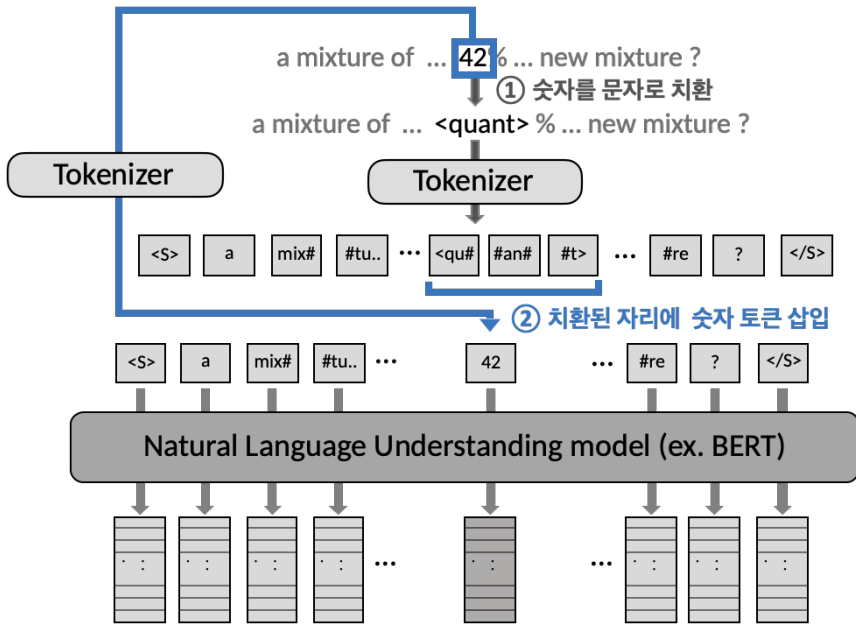 a mixture of ... 42% ... new mixture ?
① 숫자를 문자로 치환
a mixture of ... <quant> % ... new mixture ?
Tokenizer
Tokenizer
<S> a mix# #tu.. ... <qu# #an# #t> ... #re ? </S>
② 치환된 자리에 숫자 토큰 삽입
<S> a mix# #tu.. ... 42 ... #re ? </S>
Natural Language Understanding model (ex. BERT)
... ...